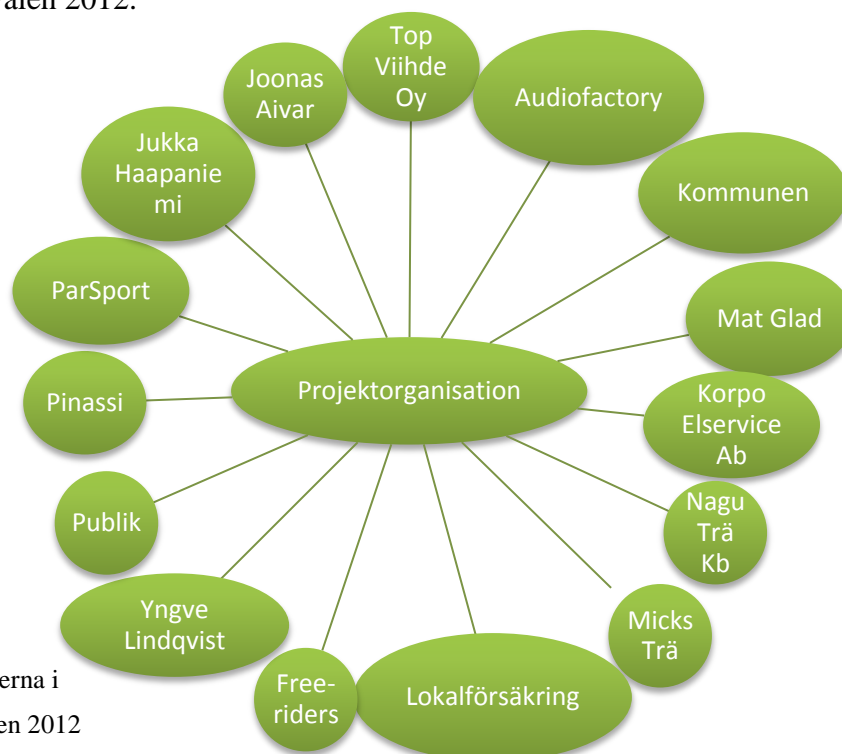 alen 2012.
Top
Viihde
Oy
Audiofactory
Kommunen
Mat Glad
Korpo
Elservice
Ab
Nagu
Trä
Kb
Micks
Trä
Lokalförsäkring
Free-
riders
Yngve
Lindqvist
Publik
Pinassi
ParSport
Jukka
Haapanie
mi
Joonas
Aivar
Projektorganisation
erna i
en 2012